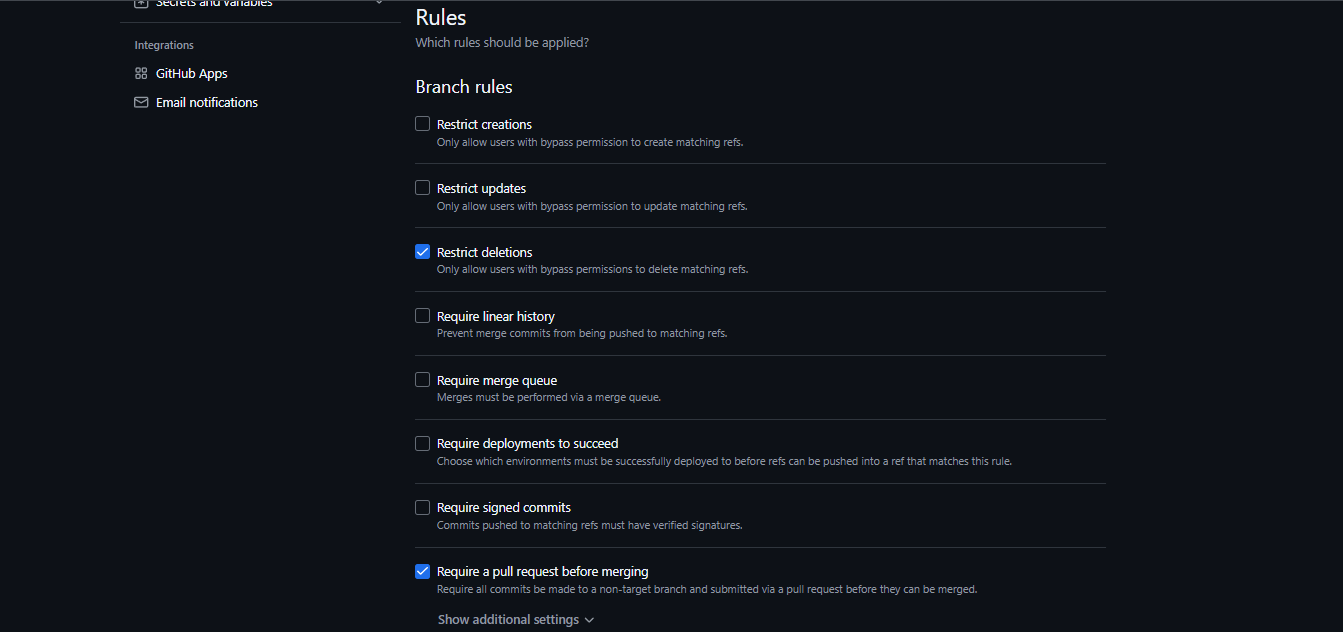 Secrets and variables
Rules
Which rules should be applied?
Integrations
GitHub Apps
Email notifications
Branch rules
Restrict creations
Only allow users with bypass permission to create matching refs.
Restrict updates
Only allow users with bypass permission to update matching refs.
Restrict deletions
Only allow users with bypass permissions to delete matching refs.
Require linear history
Prevent merge commits from being pushed to matching refs.
Require merge queue
Merges must be performed via a merge queue.
Require deployments to succeed
Choose which environments must be successfully deployed to before refs can be pushed into a ref that matches this rule.
Require signed commits
Commits pushed to matching refs must have verified signatures.
Require a pull request before merging
Require all commits be made to a non-target branch and submitted via a pull request before they can be merged.
Show additional settings